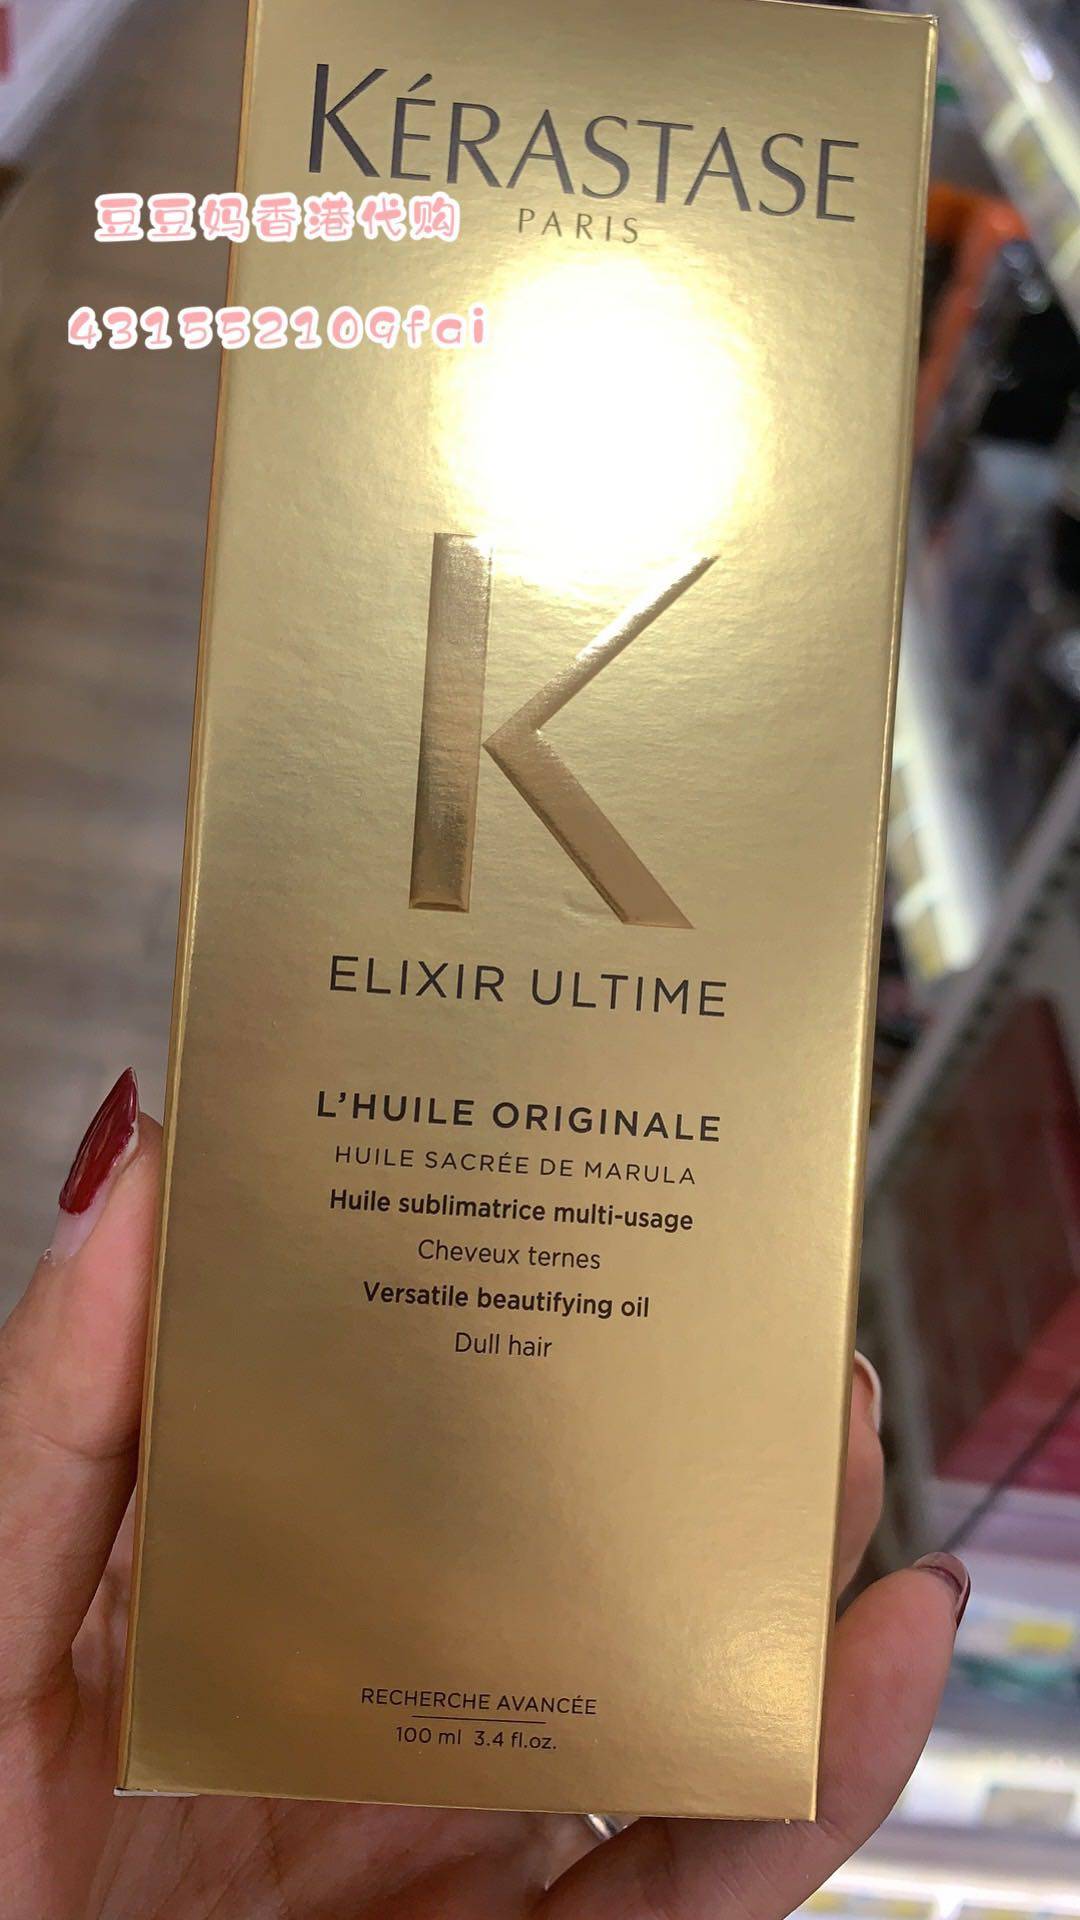 KÉRASTASE
PARIS
豆豆妈香港代购
431552109fai
K
ELIXIR ULTIME
L'HUILE ORIGINALE
HUILE SACRÉE DE MARULA
Huile sublimatrice multi-usage
Cheveux ternes
Versatile beautifying oil
Dull hair
RECHERCHE AVANCÉE
100 ml 3.4 fl.oz.